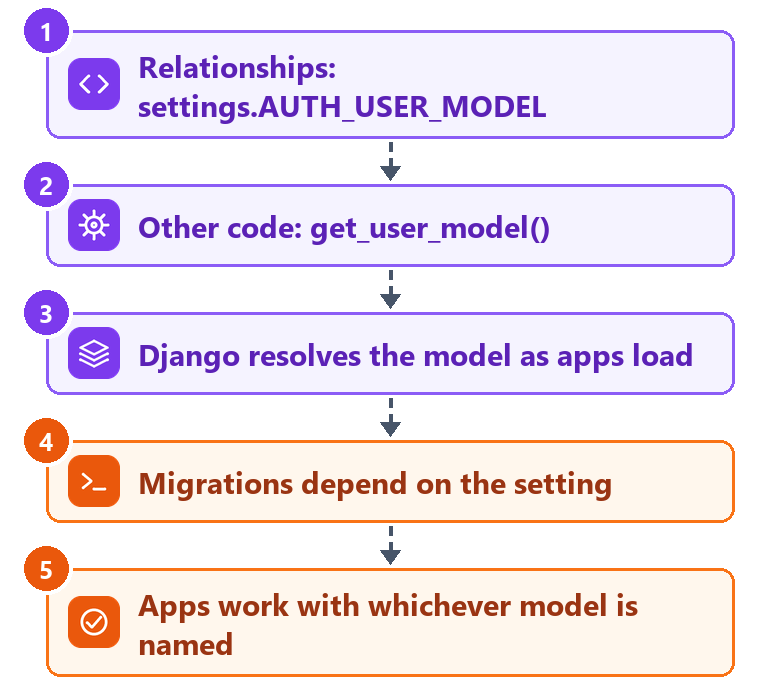 1
Relationships:
settings.AUTH_USER_MODEL
2
Other code: get_user_model()
3
Django resolves the model as apps load
4
Migrations depend on the setting
5
Apps work with whichever model is
named